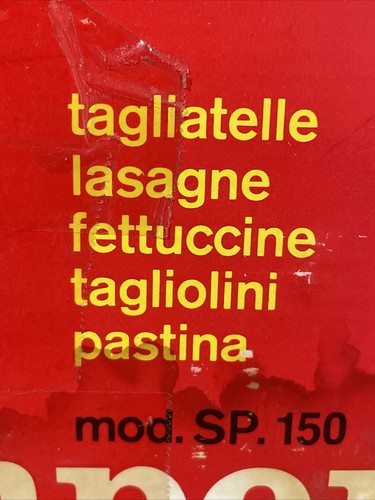 tagliatelle
lasagne
fettuccine
tagliolini
pastina
mod. SP. 150